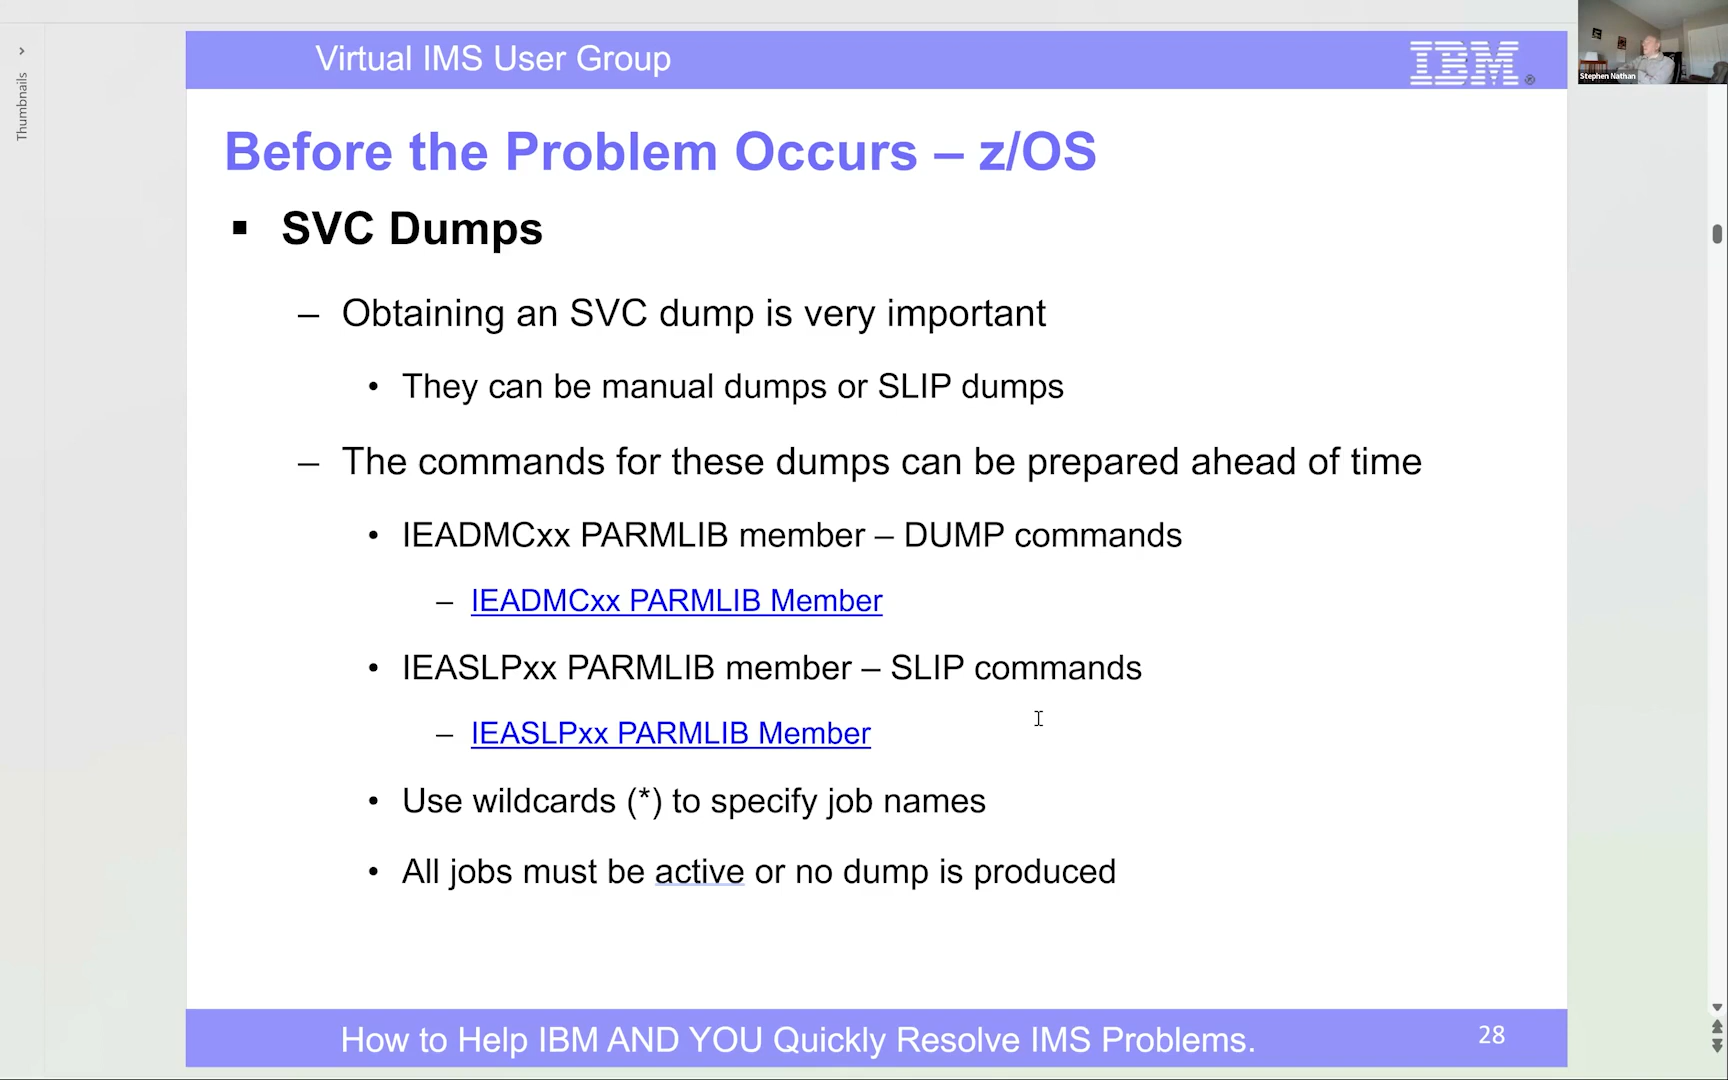 Thumbnails
Virtual IMS User Group
IBM®
Stephen Nathan
Before the Problem Occurs – z/OS
▪ SVC Dumps
– Obtaining an SVC dump is very important
• They can be manual dumps or SLIP dumps
– The commands for these dumps can be prepared ahead of time
• IEADMCxx PARMLIB member – DUMP commands
– IEADMCxx PARMLIB Member
• IEASLPxx PARMLIB member – SLIP commands
– IEASLPxx PARMLIB Member
• Use wildcards (*) to specify job names
• All jobs must be active or no dump is produced
How to Help IBM AND YOU Quickly Resolve IMS Problems.
28